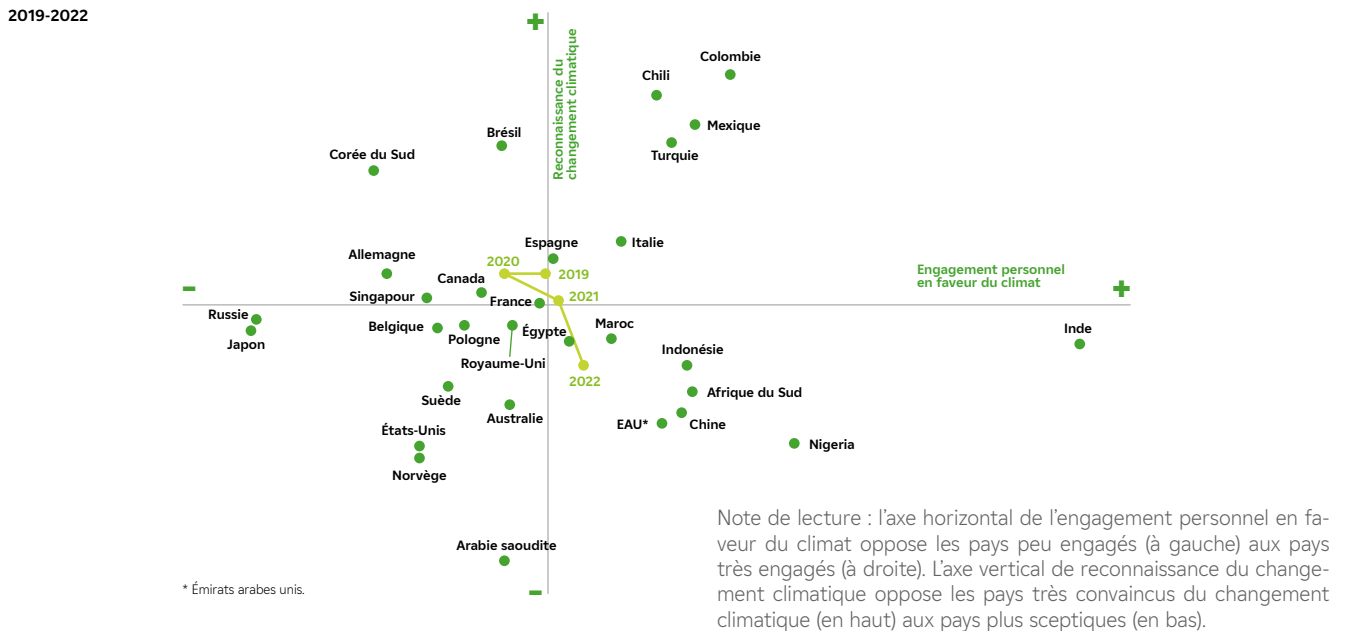 2019-2022
+
Reconnaissance du
changement climatique
Colombie
Chili
Mexique
Turquie
Brésil
Corée du Sud
Espagne
Italie
Allemagne
2020
2019
Canada
Singapour
2021
France
Engagement personnel
en faveur du climat
–
+
Russie
Japon
Belgique
Pologne
Royaume-Uni
Égypte
Maroc
Inde
Indonésie
2022
Suède
Afrique du Sud
Australie
EAU*
Chine
États-Unis
Nigeria
Norvège
Arabie saoudite
–
* Émirats arabes unis.
Note de lecture : l’axe horizontal de l’engagement personnel en fa-
veur du climat oppose les pays peu engagés (à gauche) aux pays
très engagés (à droite). L’axe vertical de reconnaissance du change-
ment climatique oppose les pays très convaincus du changement
climatique (en haut) aux pays plus sceptiques (en bas).